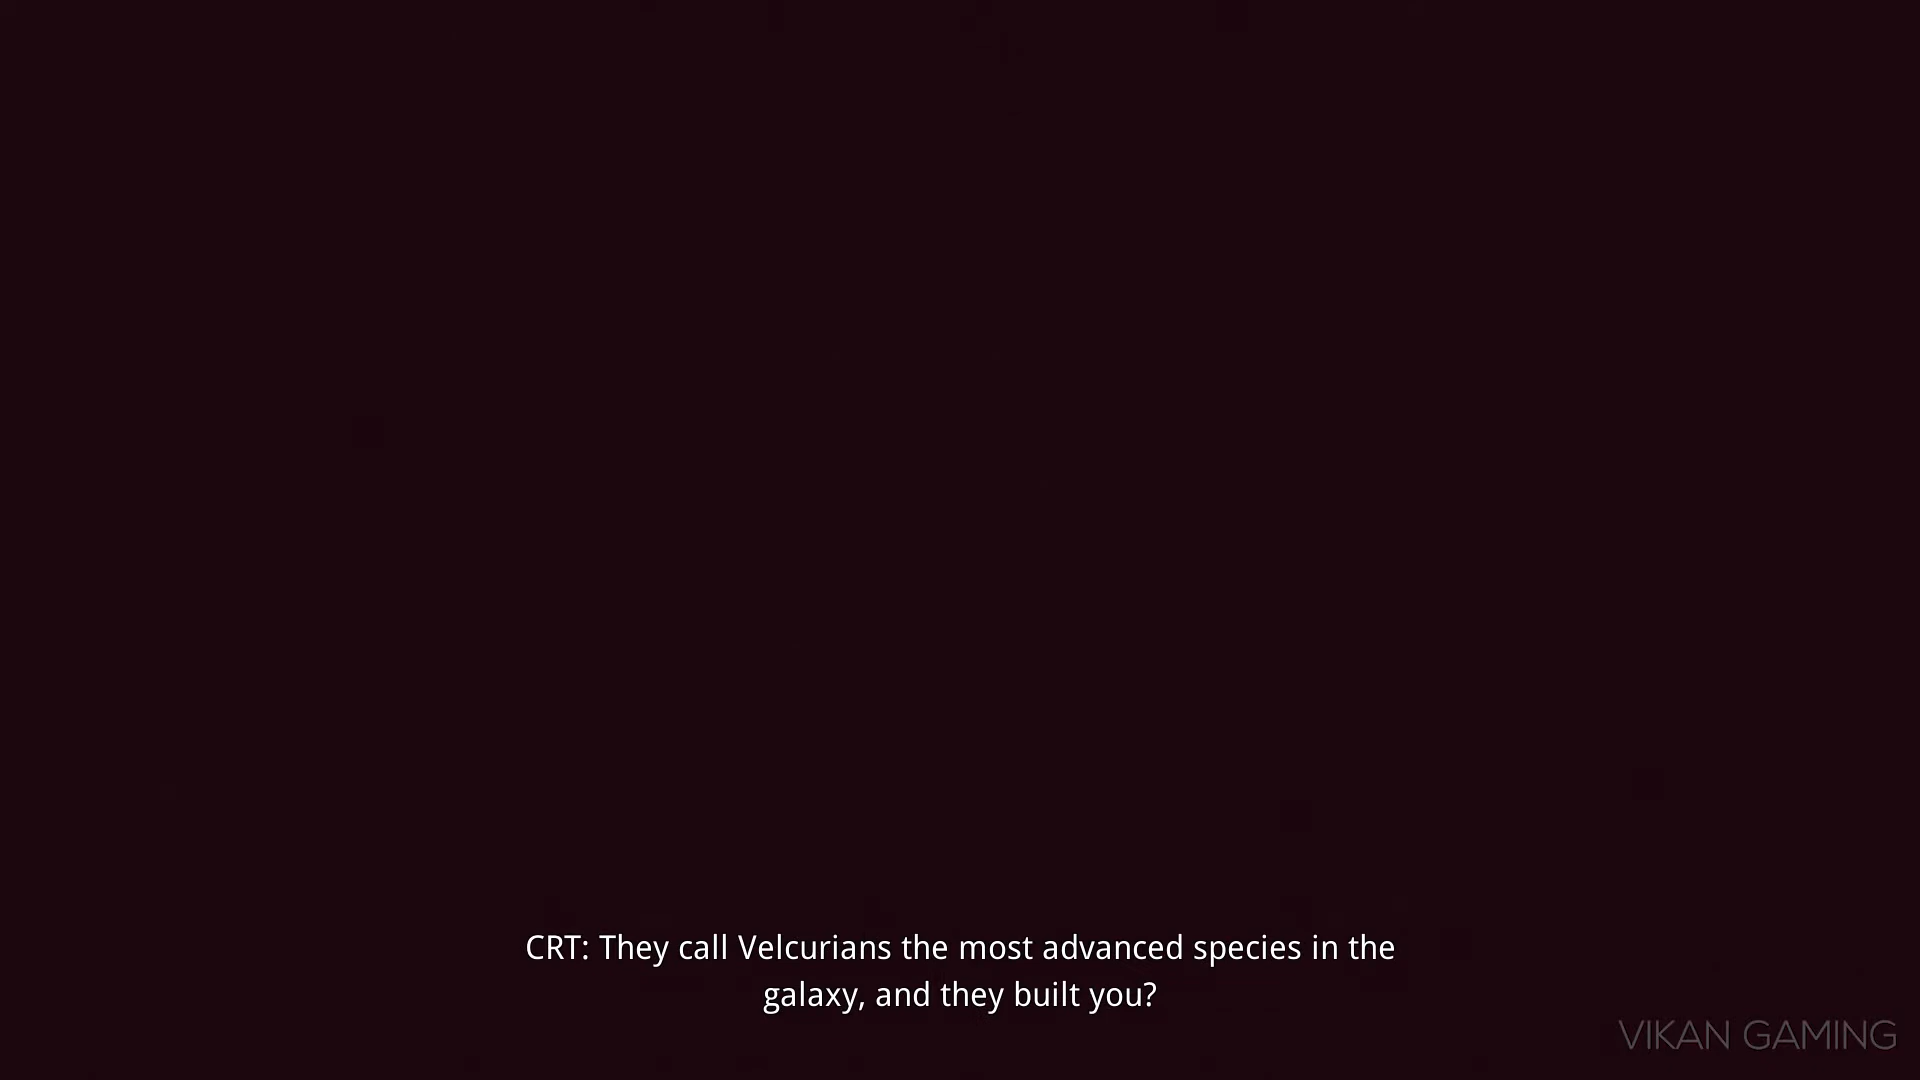 CRT: They call Velcurians the most advanced species in the
galaxy, and they built you?
VIKAN GAMING